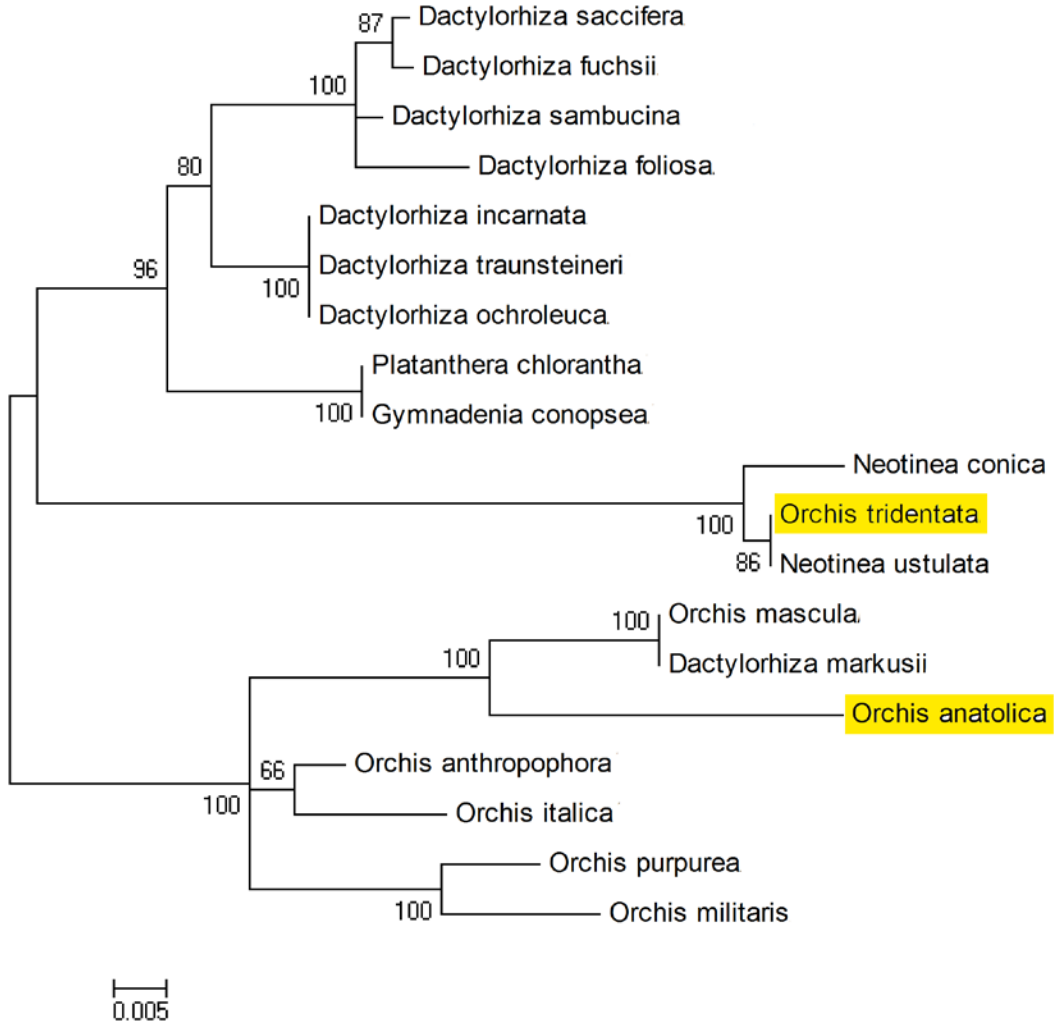 87
Dactylorhiza saccifera
Dactylorhiza fuchsii
100
Dactylorhiza sambucina
80
Dactylorhiza foliosa
Dactylorhiza incarnata
96
Dactylorhiza traunsteineri
100
Dactylorhiza ochroleuca
Platanthera chlorantha
100
Gymnadenia conopsea
Neotinea conica
Orchis tridentata
100
86
Neotinea ustulata
100
Orchis mascula
100
Dactylorhiza markusii
Orchis anatolica
66
Orchis anthropophora
100
Orchis italica
Orchis purpurea
100
Orchis militaris
0.005